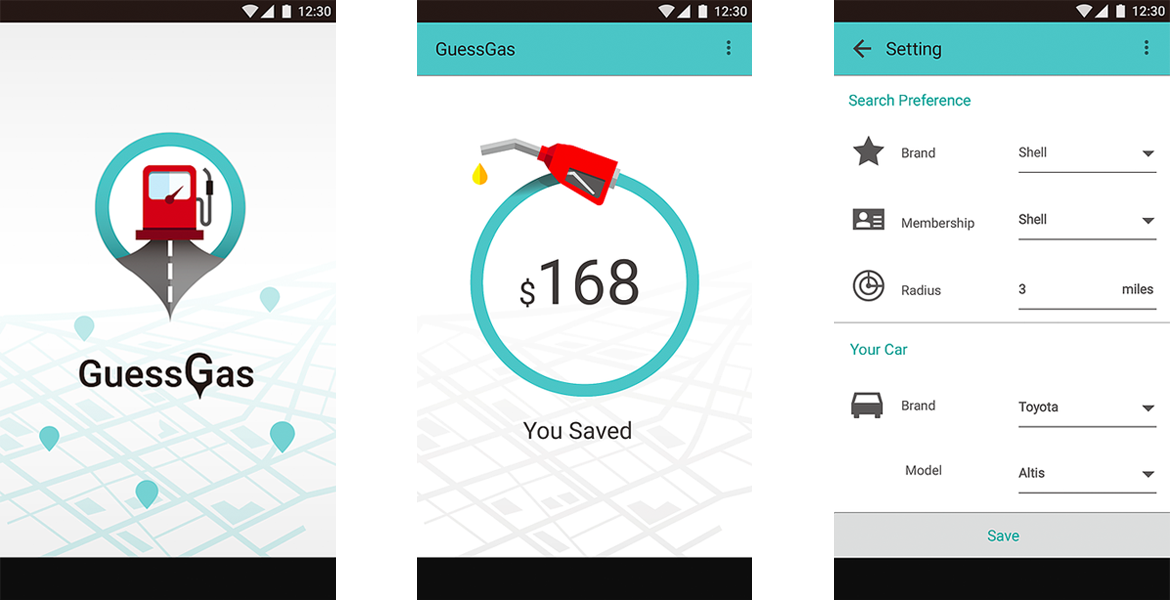 12:30
GuessGas
12:30
GuessGas
$168
You Saved
12:30
Setting
Search Preference
Brand Shell
Membership Shell
Radius 3 miles
Your Car
Brand Toyota
Model Altis
Save